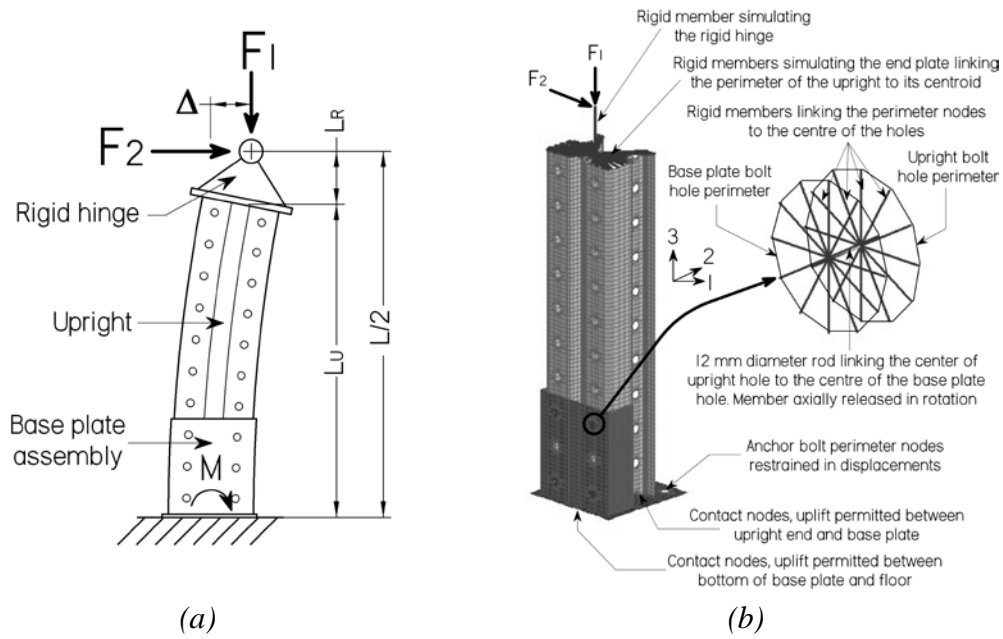 F1
Δ
F2
LR
Rigid hinge
Upright
LU
L/2
Base plate
assembly
M
(a)
Rigid member simulating
the rigid hinge
F1
F2
Rigid members simulating the end plate linking
the perimeter of the upright to its centroid
Rigid members linking the perimeter nodes
to the centre of the holes
Base plate bolt
hole perimeter
Upright bolt
hole perimeter
3
2
1
12 mm diameter rod linking the center of
upright hole to the centre of the base plate
hole. Member axially released in rotation
Anchor bolt perimeter nodes
restrained in displacements
Contact nodes, uplift permitted between
upright end and base plate
Contact nodes, uplift permitted between
bottom of base plate and floor
(b)